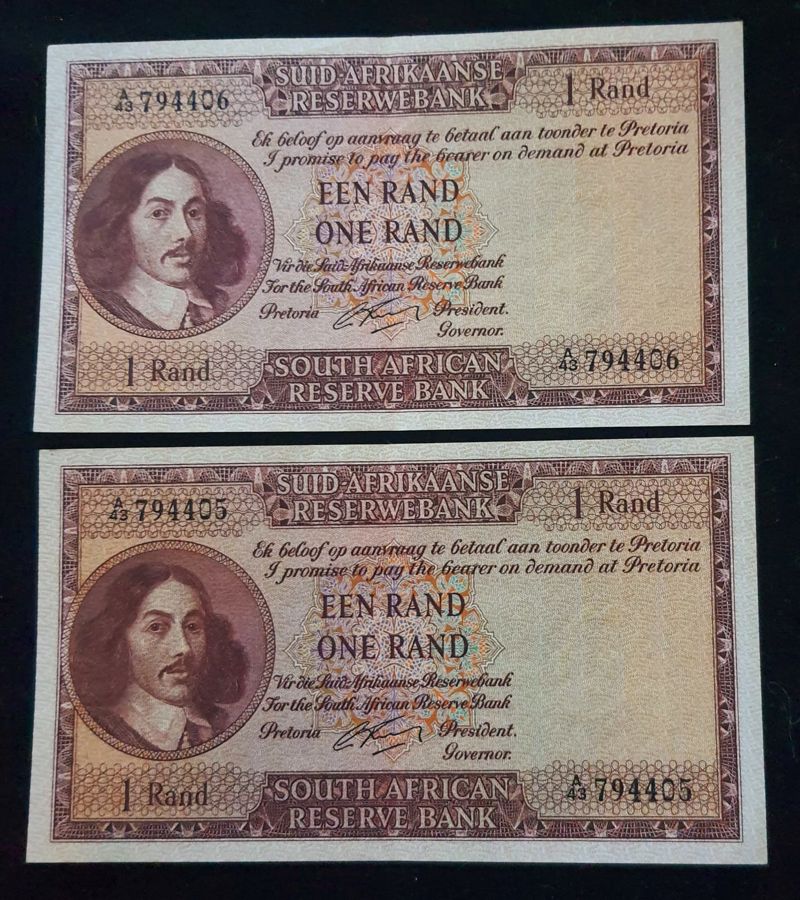 SUID-AFRIKAANSE
RESERWEBANK
A/43 794406
1 Rand
Ek beloof op aanvraag te betaal aan toonder te Pretoria
I promise to pay the bearer on demand at Pretoria
EEN RAND
ONE RAND
Vir die Suid-Afrikaanse Reserwebank
For the South African Reserve Bank
Pretoria President.
Governor.
1 Rand
SOUTH AFRICAN
RESERVE BANK
A/43 794406
SUID-AFRIKAANSE
RESERWEBANK
A/43 794405
1 Rand
Ek beloof op aanvraag te betaal aan toonder te Pretoria
I promise to pay the bearer on demand at Pretoria
EEN RAND
ONE RAND
Vir die Suid-Afrikaanse Reserwebank
For the South African Reserve Bank
Pretoria President.
Governor.
1 Rand
SOUTH AFRICAN
RESERVE BANK
A/43 794405